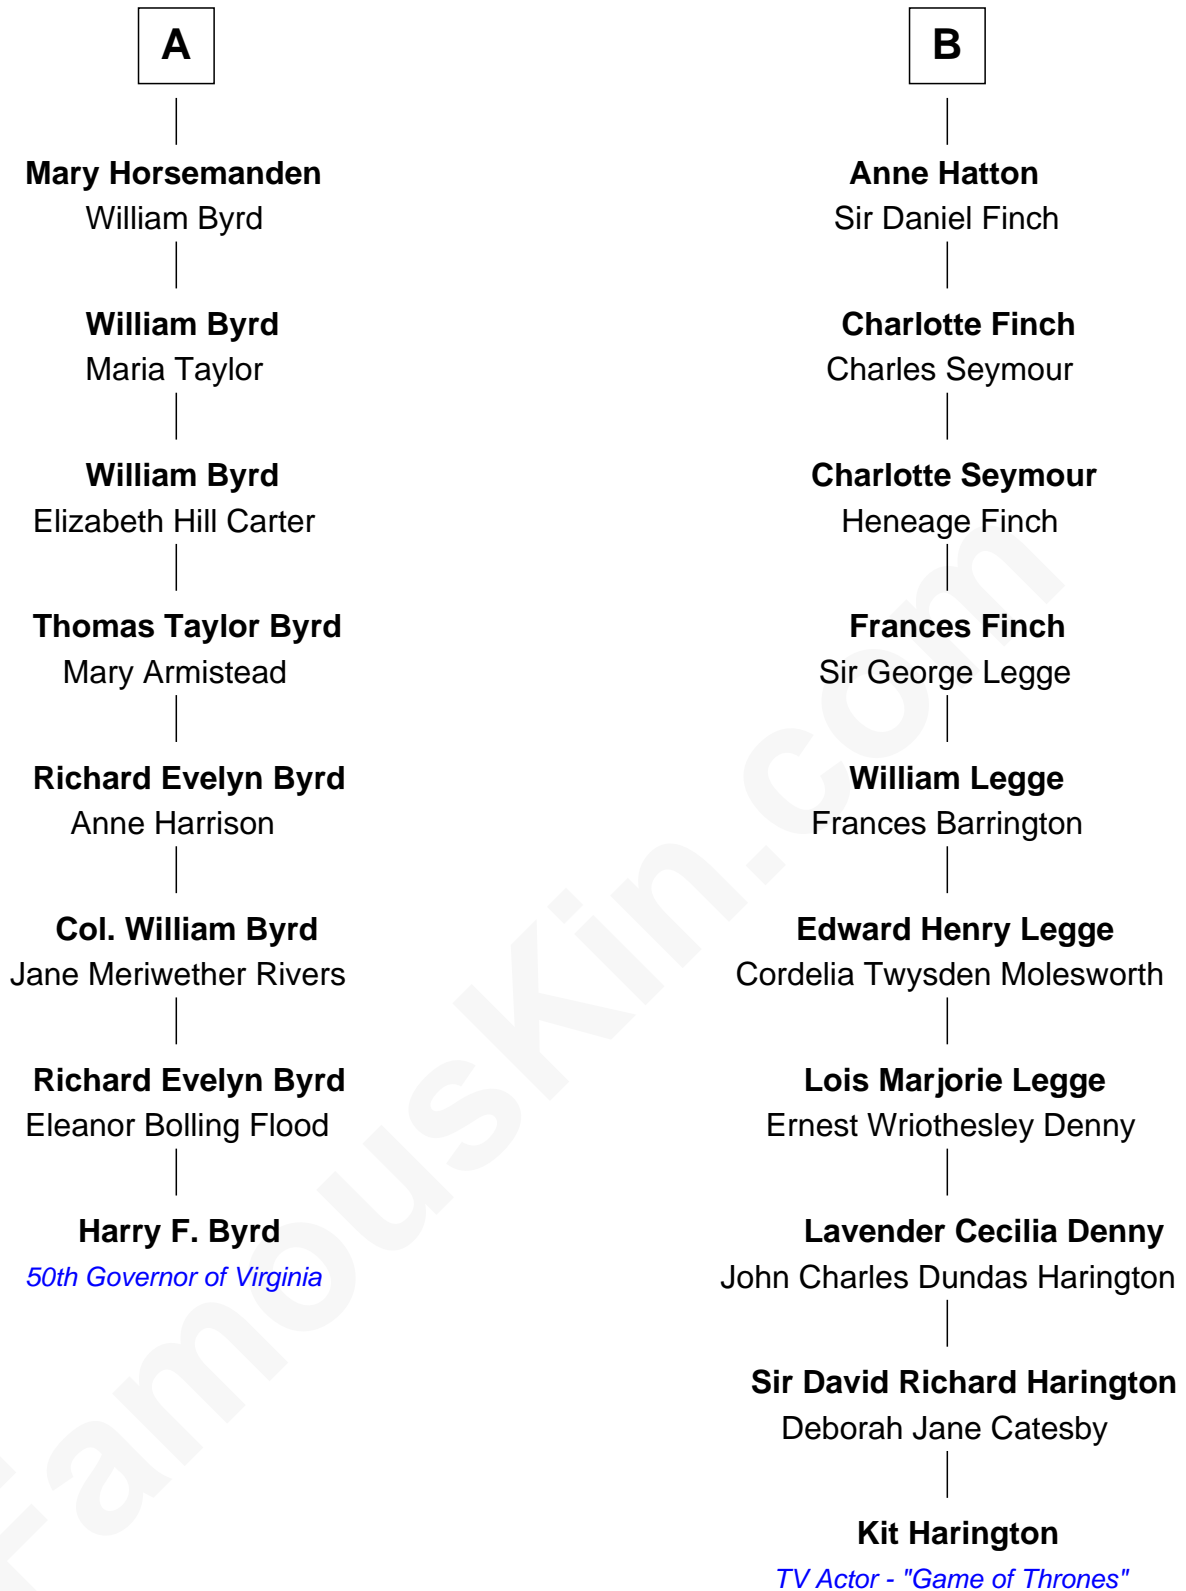 A
Mary Horsemanden
William Byrd
William Byrd
Maria Taylor
William Byrd
Elizabeth Hill Carter
Thomas Taylor Byrd
Mary Armistead
Richard Evelyn Byrd
Anne Harrison
Col. William Byrd
Jane Meriwether Rivers
Richard Evelyn Byrd
Eleanor Bolling Flood
Harry F. Byrd
50th Governor of Virginia
B
Anne Hatton
Sir Daniel Finch
Charlotte Finch
Charles Seymour
Charlotte Seymour
Heneage Finch
Frances Finch
Sir George Legge
William Legge
Frances Barrington
Edward Henry Legge
Cordelia Twysden Molesworth
Lois Marjorie Legge
Ernest Wriothesley Denny
Lavender Cecilia Denny
John Charles Dundas Harington
Sir David Richard Harington
Deborah Jane Catesby
Kit Harington
TV Actor - "Game of Thrones"
FamousKin.com